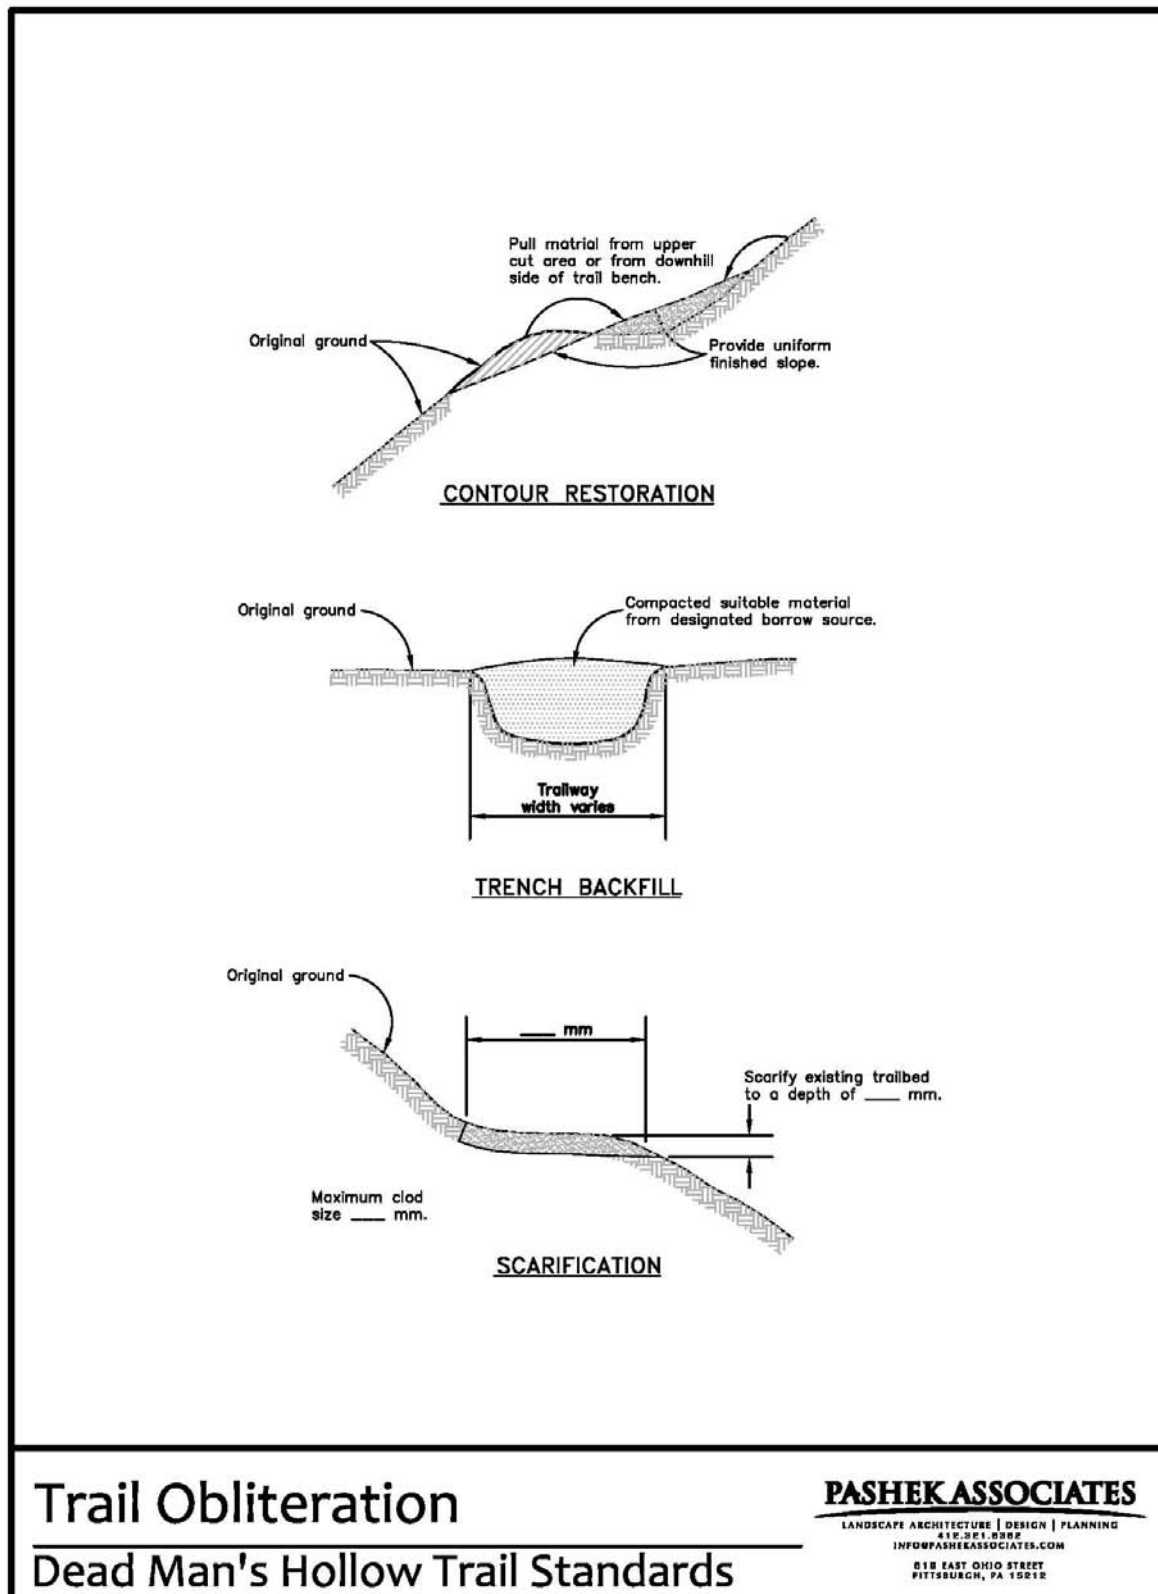 Pull matrial from upper
cut area or from downhill
side of trail bench.
Original ground
Provide uniform
finished slope.
CONTOUR RESTORATION
Original ground
Compacted suitable material
from designated borrow source.
Trailway
width varies
TRENCH BACKFILL
Original ground
____ mm
Scarify existing trailbed
to a depth of ____ mm.
Maximum clod
size ____ mm.
SCARIFICATION
Trail Obliteration
Dead Man's Hollow Trail Standards
PASHEK ASSOCIATES
LANDSCAPE ARCHITECTURE | DESIGN | PLANNING
412.321.6362
INFO@PASHEKASSOCIATES.COM
619 EAST OHIO STREET
PITTSBURGH, PA 15212